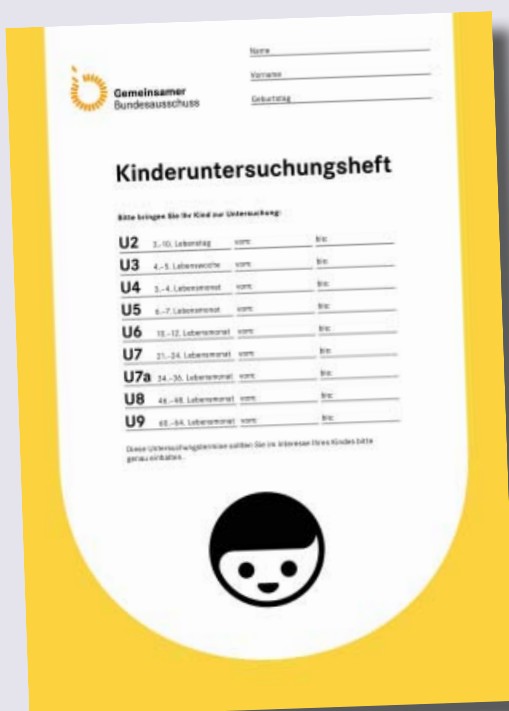 Name
Vorname
Geburtstag
Gemeinsamer
Bundesausschuss
Kinderuntersuchungsheft
Bitte bringen Sie Ihr Kind zur Untersuchung:
U2 3.-10. Lebenstag vom: bis:
U3 4.-5. Lebenswoche vom: bis:
U4 3.-4. Lebensmonat vom: bis:
U5 6.-7. Lebensmonat vom: bis:
U6 10.-12. Lebensmonat vom: bis:
U7 21.-24. Lebensmonat vom: bis:
U7a 34.-36. Lebensmonat vom: bis:
U8 46.-48. Lebensmonat vom: bis:
U9 60.-64. Lebensmonat vom: bis:
Diese Untersuchungstermine sollten Sie im Interesse Ihres Kindes bitte
genau einhalten.